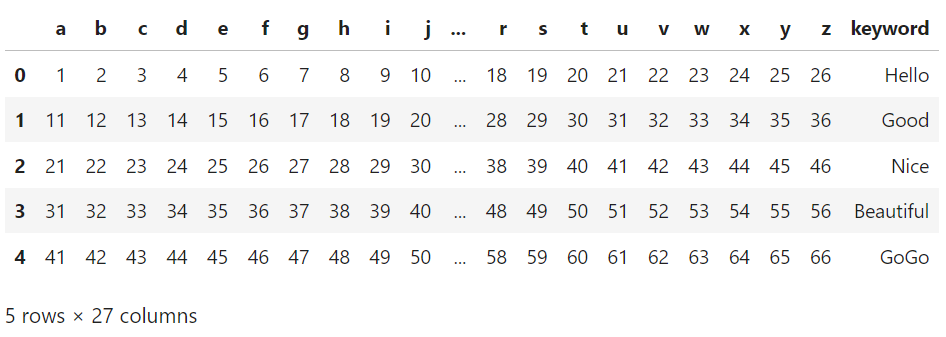 a b c d e f g h i j ... r s t u v w x y z keyword
0 1 2 3 4 5 6 7 8 9 10 ... 18 19 20 21 22 23 24 25 26 Hello
1 11 12 13 14 15 16 17 18 19 20 ... 28 29 30 31 32 33 34 35 36 Good
2 21 22 23 24 25 26 27 28 29 30 ... 38 39 40 41 42 43 44 45 46 Nice
3 31 32 33 34 35 36 37 38 39 40 ... 48 49 50 51 52 53 54 55 56 Beautiful
4 41 42 43 44 45 46 47 48 49 50 ... 58 59 60 61 62 63 64 65 66 GoGo
5 rows × 27 columns